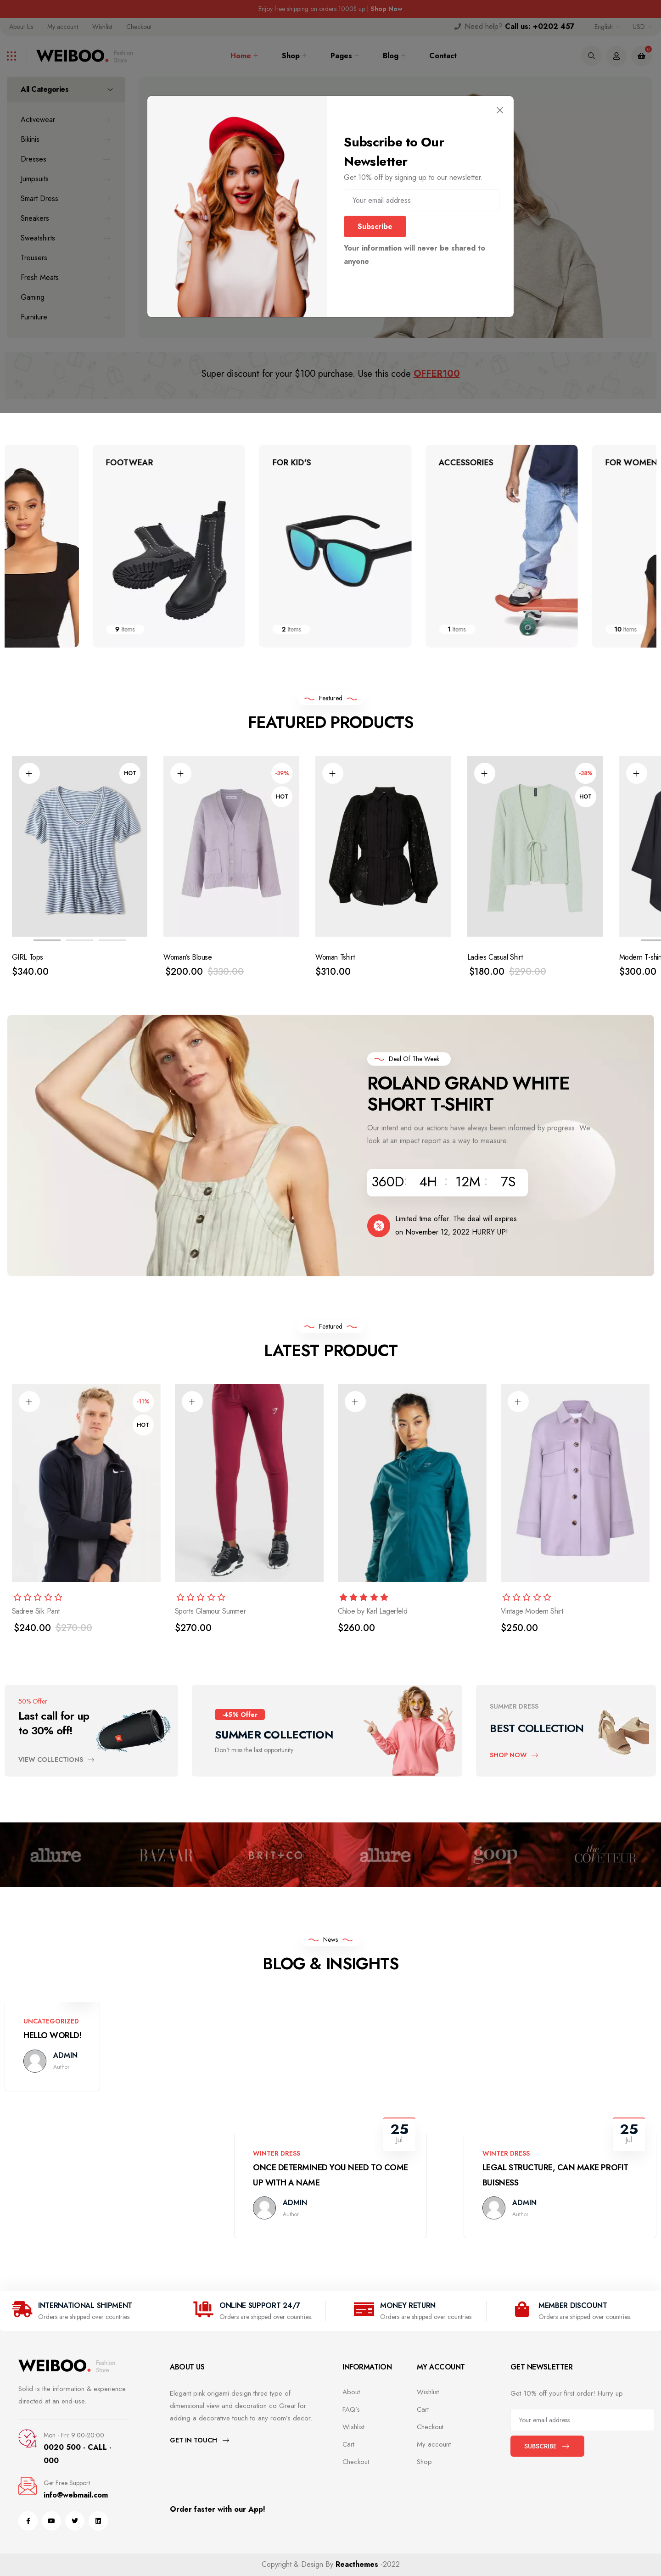 Enjoy free shipping on orders 1000$ up | Shop Now
About Us My account Wishlist Checkout
Need help? Call us: +0202 457 English USD
WEIBOO. Fashion Store
Home + Shop + Pages + Blog + Contact
0
All Categories
Activewear
Bikinis
Dresses
Jumpsuits
Smart Dress
Sneakers
Sweatshirts
Trousers
Fresh Meats
Gaming
Furniture
Subscribe to Our
Newsletter
Get 10% off by signing up to our newsletter.
Your email address
Subscribe
Your information will never be shared to
anyone
Super discount for your $100 purchase. Use this code OFFER100
FOOTWEAR
9 Items
FOR KID'S
2 Items
ACCESSORIES
1 Items
FOR WOMEN
10 Items
Featured
FEATURED PRODUCTS
HOT
GIRL Tops
$340.00
-39%
HOT
Woman's Blouse
$200.00 $330.00
Woman Tshirt
$310.00
-38%
HOT
Ladies Casual Shirt
$180.00 $290.00
Modern T-shir
$300.00
Deal Of The Week
ROLAND GRAND WHITE
SHORT T-SHIRT
Our intent and our actions have always been informed by progress. We
look at an impact report as a way to measure.
360D : 4H : 12M : 7S
Limited time offer. The deal will expires
on November 12, 2022 HURRY UP!
Featured
LATEST PRODUCT
-11%
HOT
Sadree Silk Pant
$240.00 $270.00
Sports Glamour Summer
$270.00
Chloe by Karl Lagerfeld
$260.00
Vintage Modern Shirt
$250.00
50% Offer
Last call for up
to 30% off!
VIEW COLLECTIONS
-45% Offer
SUMMER COLLECTION
Don't miss the last opportunity
SUMMER DRESS
BEST COLLECTION
SHOP NOW
allure BAZAAR BRIT+CO allure goop the COVETEUR
News
BLOG & INSIGHTS
UNCATEGORIZED
HELLO WORLD!
ADMIN
Author
25
Jul
WINTER DRESS
ONCE DETERMINED YOU NEED TO COME
UP WITH A NAME
ADMIN
Author
25
Jul
WINTER DRESS
LEGAL STRUCTURE, CAN MAKE PROFIT
BUISNESS
ADMIN
Author
INTERNATIONAL SHIPMENT
Orders are shipped over countries
ONLINE SUPPORT 24/7
Orders are shipped over countries
MONEY RETURN
Orders are shipped over countries
MEMBER DISCOUNT
Orders are shipped over countries
WEIBOO. Fashion Store
Solid is the information & experience
directed at an end-use.
24
Mon - Fri: 9:00-20:00
0020 500 - CALL -
000
Get Free Support
info@webmail.com
ABOUT US
Elegant pink origami design three type of
dimensional view and decoration co Great for
adding a decorative touch to any room's decor.
GET IN TOUCH
Order faster with our App!
INFORMATION
About
FAQ's
Wishlist
Cart
Checkout
MY ACCOUNT
Wishlist
Cart
Checkout
My account
Shop
GET NEWSLETTER
Get 10% off your first order! Hurry up
Your email address
SUBSCRIBE
Copyright & Design By Reacthemes -2022